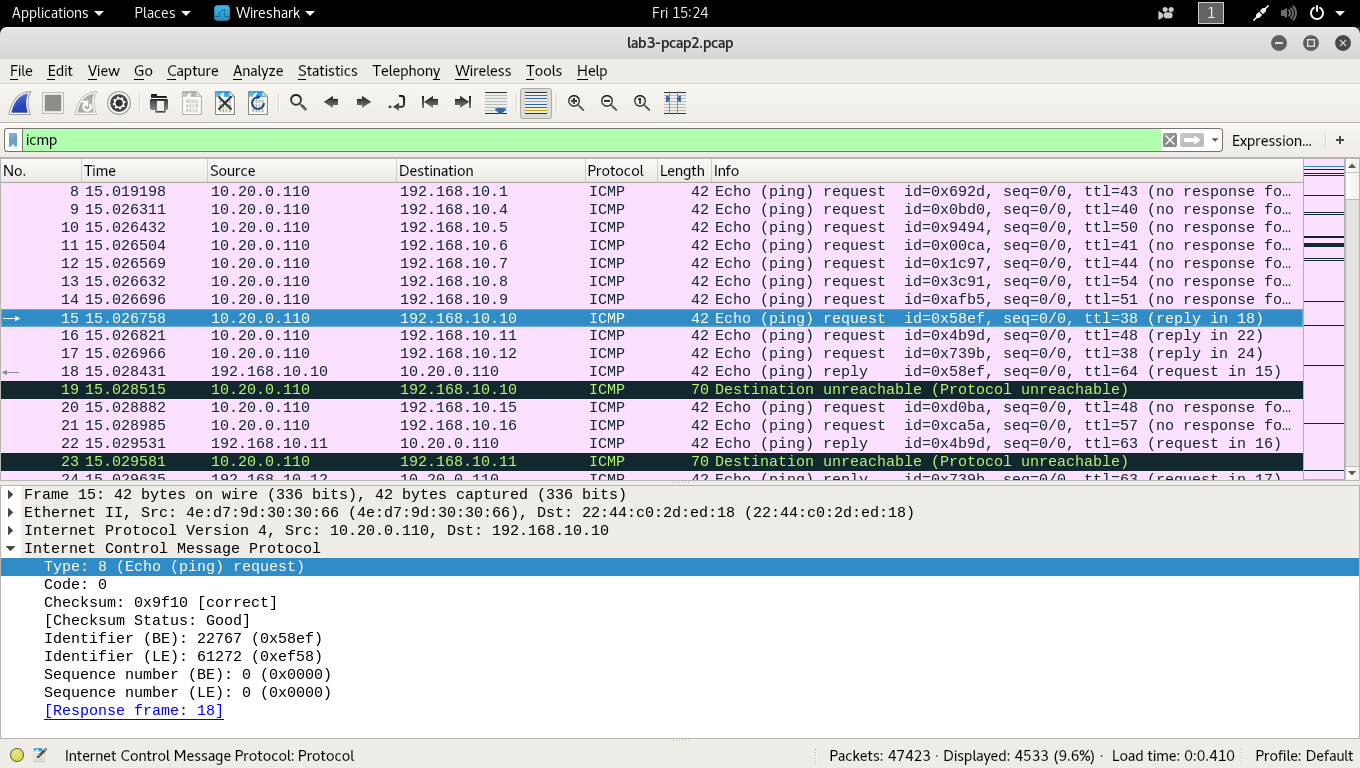 Applications Places Wireshark Fri 15:24 1
lab3-pcap2.pcap
File Edit View Go Capture Analyze Statistics Telephony Wireless Tools Help
icmp Expression... +
No. Time Source Destination Protocol Length Info
8 15.019198 10.20.0.110 192.168.10.1 ICMP 42 Echo (ping) request id=0x692d, seq=0/0, ttl=43 (no response fo…
9 15.026311 10.20.0.110 192.168.10.4 ICMP 42 Echo (ping) request id=0x0bd0, seq=0/0, ttl=40 (no response fo…
10 15.026432 10.20.0.110 192.168.10.5 ICMP 42 Echo (ping) request id=0x9494, seq=0/0, ttl=50 (no response fo…
11 15.026504 10.20.0.110 192.168.10.6 ICMP 42 Echo (ping) request id=0x00ca, seq=0/0, ttl=41 (no response fo…
12 15.026569 10.20.0.110 192.168.10.7 ICMP 42 Echo (ping) request id=0x1c97, seq=0/0, ttl=44 (no response fo…
13 15.026632 10.20.0.110 192.168.10.8 ICMP 42 Echo (ping) request id=0x3c91, seq=0/0, ttl=54 (no response fo…
14 15.026696 10.20.0.110 192.168.10.9 ICMP 42 Echo (ping) request id=0xafb5, seq=0/0, ttl=51 (no response fo…
15 15.026758 10.20.0.110 192.168.10.10 ICMP 42 Echo (ping) request id=0x58ef, seq=0/0, ttl=38 (reply in 18)
16 15.026821 10.20.0.110 192.168.10.11 ICMP 42 Echo (ping) request id=0x4b9d, seq=0/0, ttl=48 (reply in 22)
17 15.026966 10.20.0.110 192.168.10.12 ICMP 42 Echo (ping) request id=0x739b, seq=0/0, ttl=38 (reply in 24)
18 15.028431 192.168.10.10 10.20.0.110 ICMP 42 Echo (ping) reply id=0x58ef, seq=0/0, ttl=64 (request in 15)
19 15.028515 10.20.0.110 192.168.10.10 ICMP 70 Destination unreachable (Protocol unreachable)
20 15.028882 10.20.0.110 192.168.10.15 ICMP 42 Echo (ping) request id=0xd0ba, seq=0/0, ttl=48 (no response fo…
21 15.028985 10.20.0.110 192.168.10.16 ICMP 42 Echo (ping) request id=0xca5a, seq=0/0, ttl=57 (no response fo…
22 15.029531 192.168.10.11 10.20.0.110 ICMP 42 Echo (ping) reply id=0x4b9d, seq=0/0, ttl=63 (request in 16)
23 15.029581 10.20.0.110 192.168.10.11 ICMP 70 Destination unreachable (Protocol unreachable)
24 15.029635 192.168.10.12 10.20.0.110 ICMP 42 Echo (ping) reply id=0x739b, seq=0/0, ttl=63 (request in 17)
Frame 15: 42 bytes on wire (336 bits), 42 bytes captured (336 bits)
Ethernet II, Src: 4e:d7:9d:30:30:66 (4e:d7:9d:30:30:66), Dst: 22:44:c0:2d:ed:18 (22:44:c0:2d:ed:18)
Internet Protocol Version 4, Src: 10.20.0.110, Dst: 192.168.10.10
Internet Control Message Protocol
Type: 8 (Echo (ping) request)
Code: 0
Checksum: 0x9f10 [correct]
[Checksum Status: Good]
Identifier (BE): 22767 (0x58ef)
Identifier (LE): 61272 (0xef58)
Sequence number (BE): 0 (0x0000)
Sequence number (LE): 0 (0x0000)
[Response frame: 18]
Internet Control Message Protocol: Protocol Packets: 47423 · Displayed: 4533 (9.6%) · Load time: 0:0.410 Profile: Default